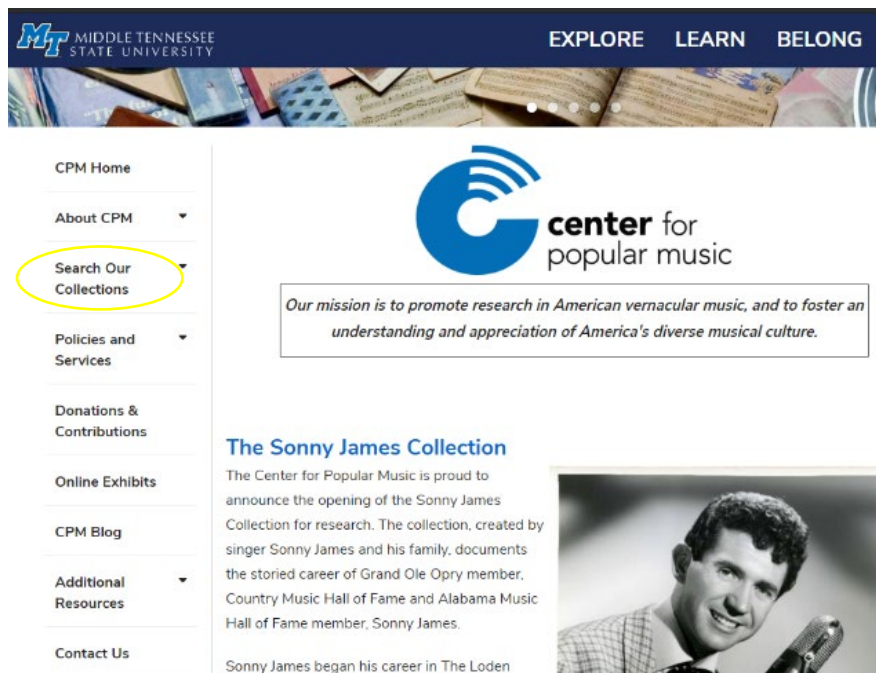 MT MIDDLE TENNESSEE
STATE UNIVERSITY
EXPLORE LEARN BELONG
CPM Home
About CPM
Search Our
Collections
Policies and
Services
Donations &
Contributions
Online Exhibits
CPM Blog
Additional
Resources
Contact Us
center for
popular music
Our mission is to promote research in American vernacular music, and to foster an
understanding and appreciation of America's diverse musical culture.
The Sonny James Collection
The Center for Popular Music is proud to
announce the opening of the Sonny James
Collection for research. The collection, created by
singer Sonny James and his family, documents
the storied career of Grand Ole Opry member,
Country Music Hall of Fame and Alabama Music
Hall of Fame member, Sonny James.
Sonny James began his career in The Loden